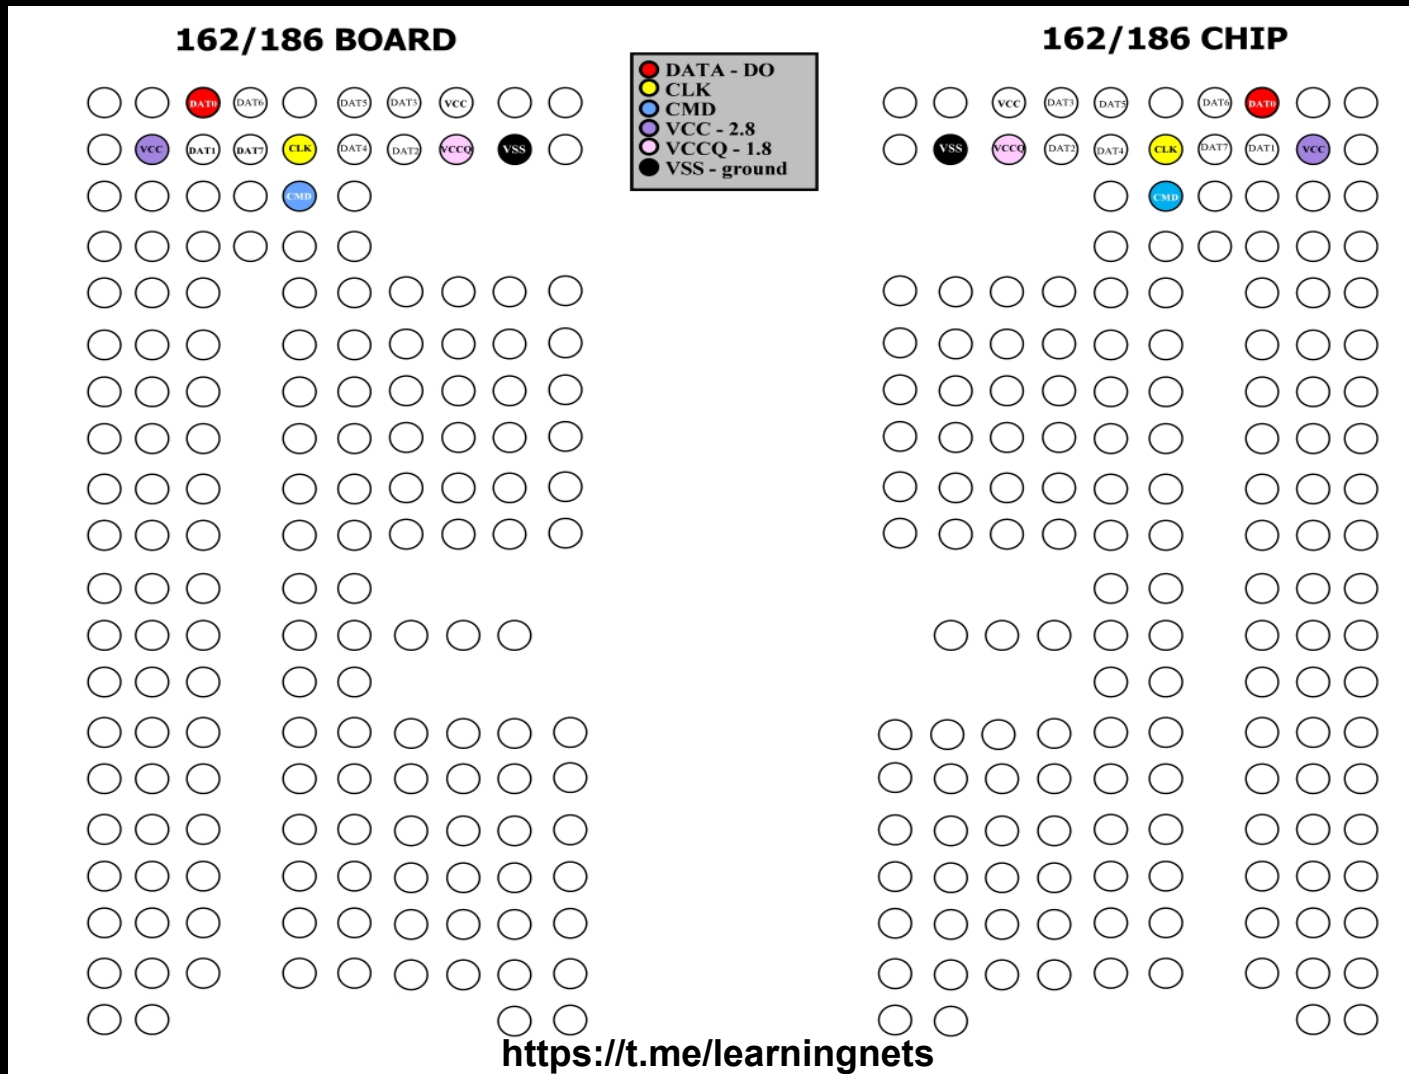 162/186 BOARD
162/186 CHIP
DATA - DO
CLK
CMD
VCC - 2.8
VCCQ - 1.8
VSS - ground
DAT0 DAT6 DAT5 DAT3 VCC
VCC DAT1 DAT7 CLK DAT4 DAT2 VCCQ VSS
CMD
VCC DAT3 DAT5 DAT6 DAT0
VSS VCCQ DAT2 DAT4 CLK DAT7 DAT1 VCC
CMD
https://t.me/learningnets